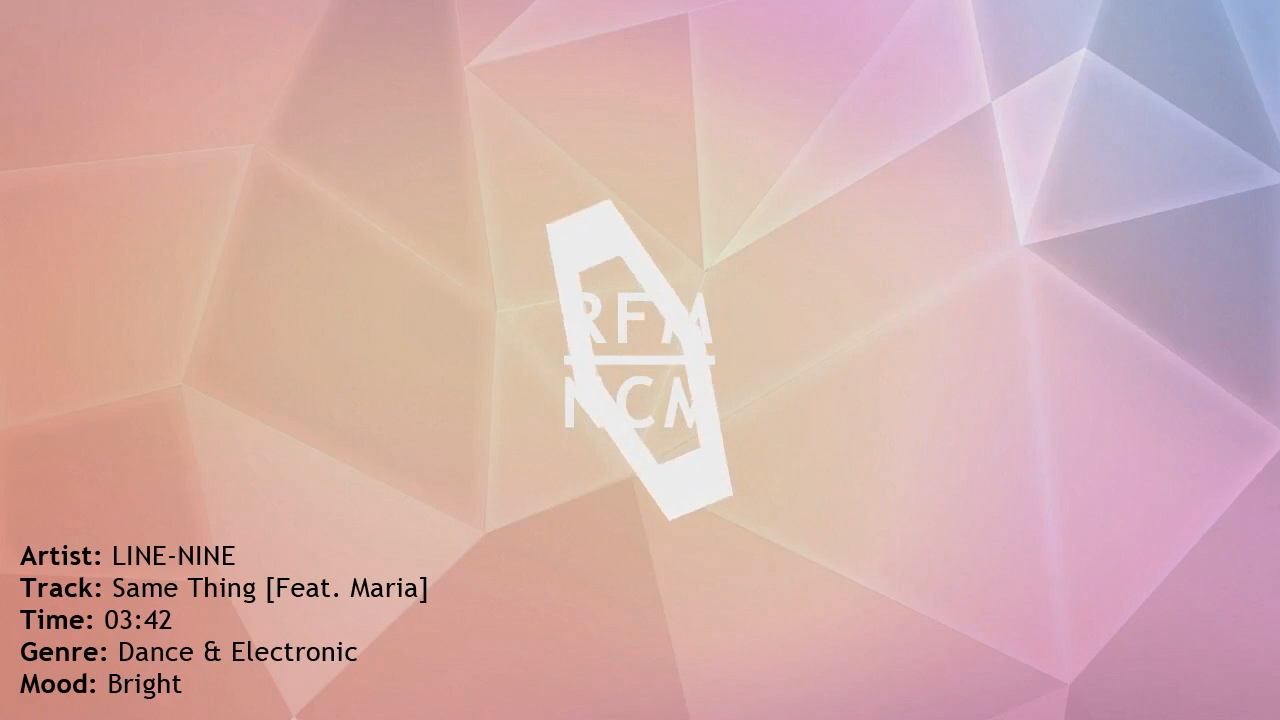 RFM
NCM
Artist: LINE-NINE
Track: Same Thing [Feat. Maria]
Time: 03:42
Genre: Dance & Electronic
Mood: Bright